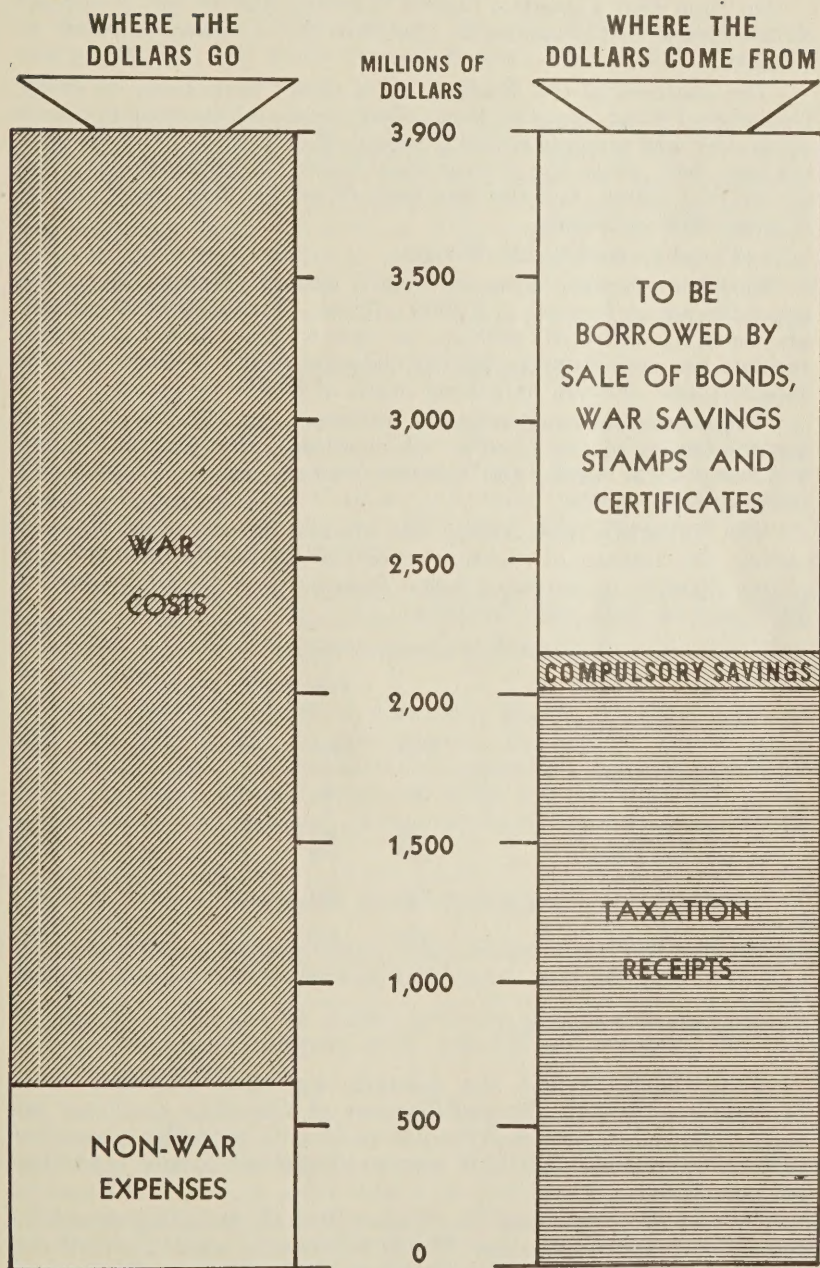 WHERE THE
DOLLARS GO
MILLIONS OF
DOLLARS
WHERE THE
DOLLARS COME FROM
3,900
3,500
3,000
2,500
2,000
1,500
1,000
500
0
WAR
COSTS
NON-WAR
EXPENSES
TO BE
BORROWED BY
SALE OF BONDS,
WAR SAVINGS
STAMPS AND
CERTIFICATES
COMPULSORY SAVINGS
TAXATION
RECEIPTS